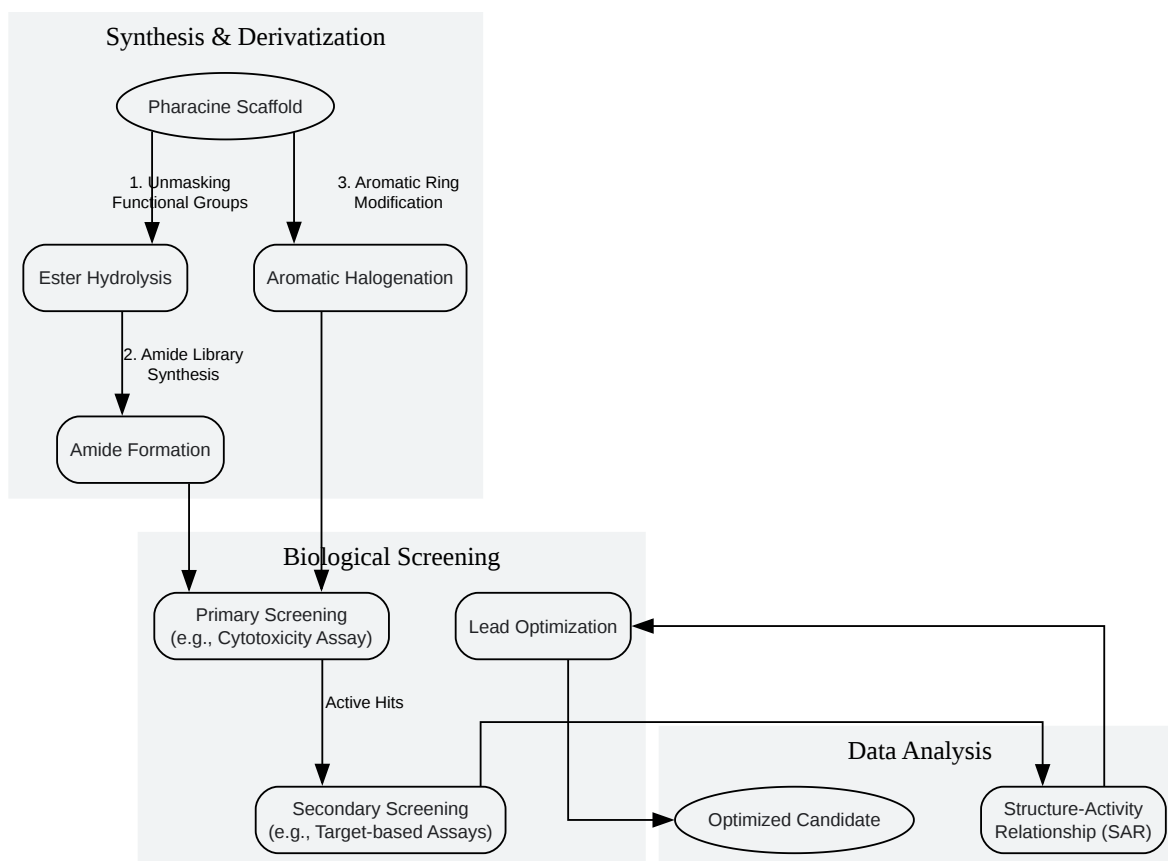 Synthesis & Derivatization
Pharacine Scaffold
1. Unmasking
Functional Groups
3. Aromatic Ring
Modification
Ester Hydrolysis
Aromatic Halogenation
2. Amide Library
Synthesis
Amide Formation
Biological Screening
Primary Screening
(e.g., Cytotoxicity Assay)
Lead Optimization
Active Hits
Data Analysis
Secondary Screening
(e.g., Target-based Assays)
Optimized Candidate
Structure-Activity
Relationship (SAR)